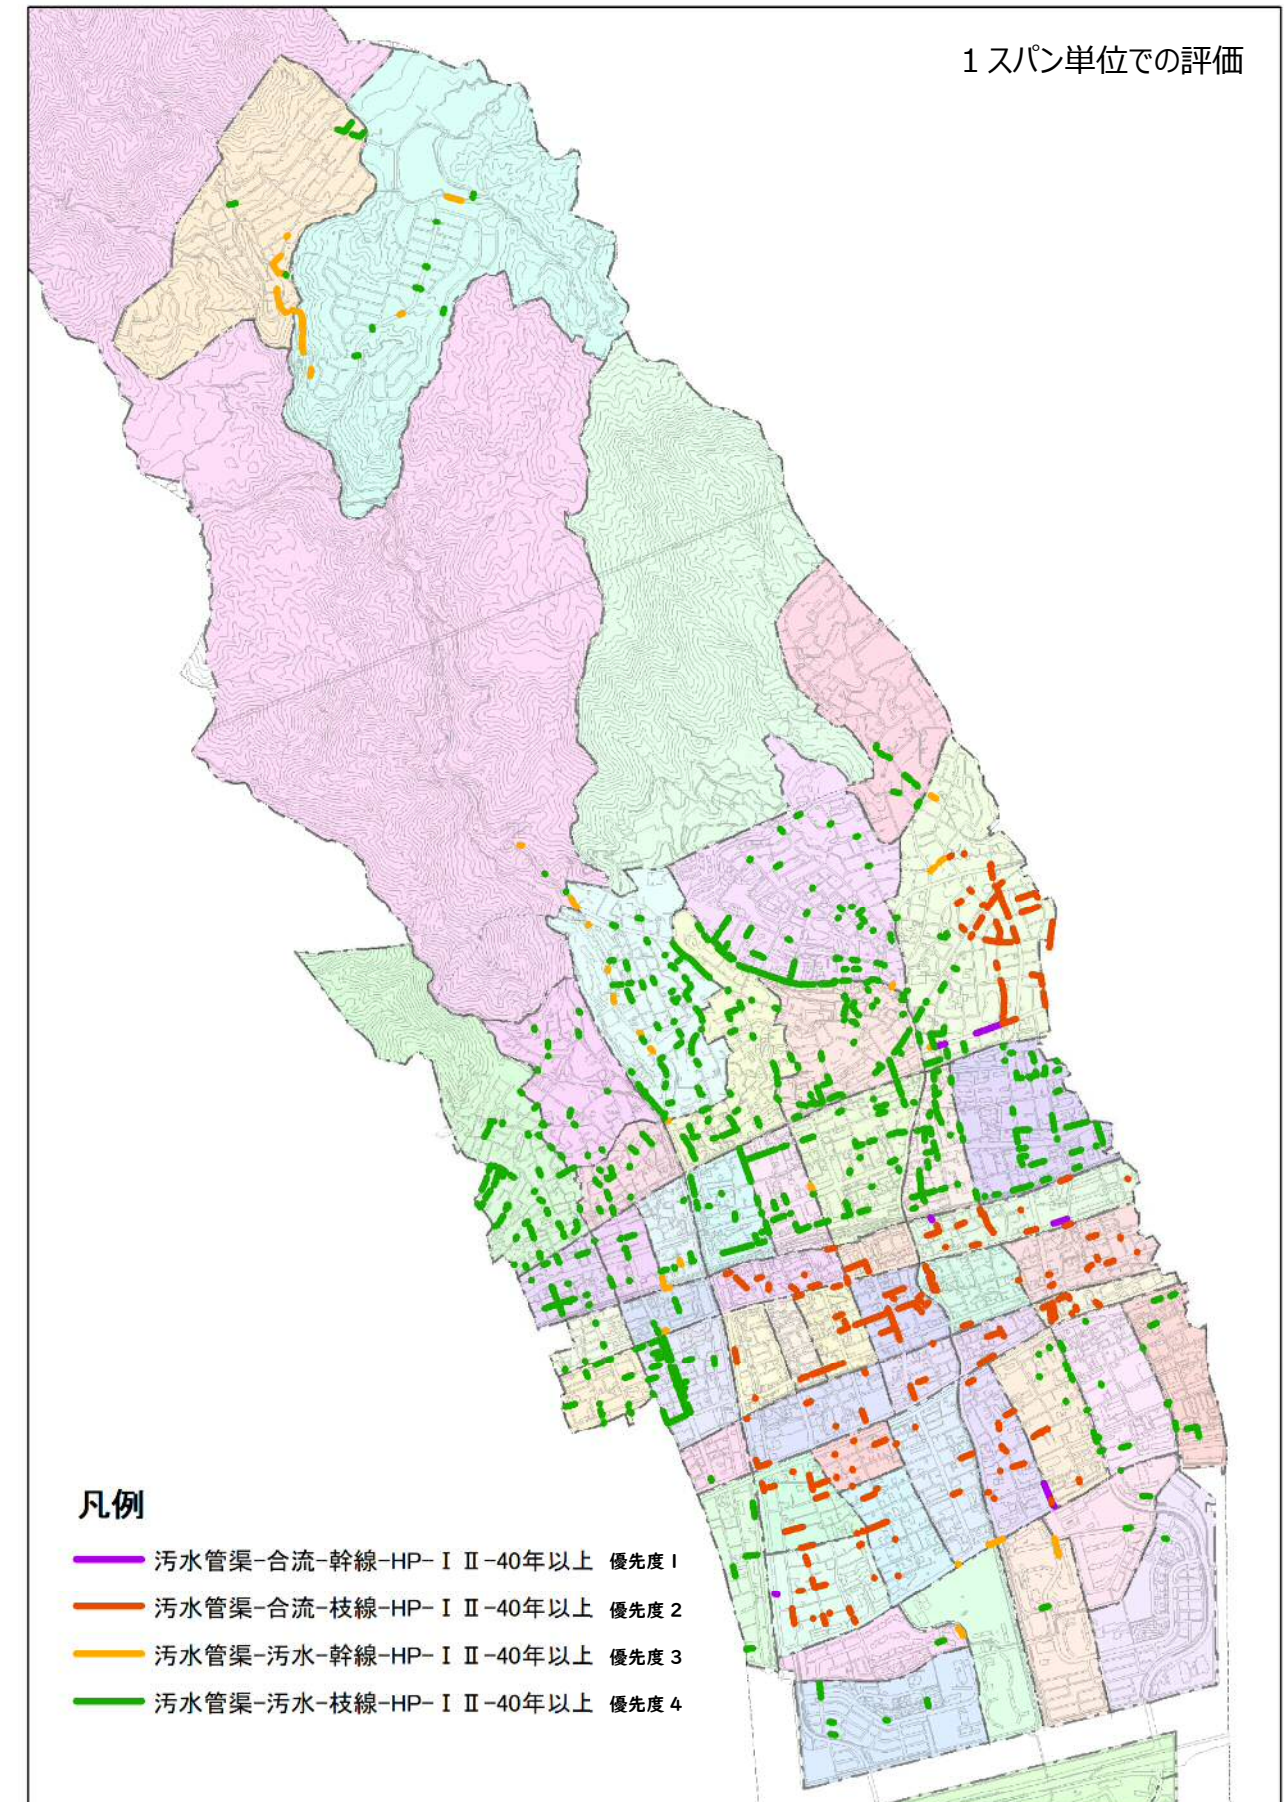 1スパン単位での評価
凡例
汚水管渠-合流-幹線-HP-Ⅰ Ⅱ-40年以上 優先度1
汚水管渠-合流-枝線-HP-Ⅰ Ⅱ-40年以上 優先度2
汚水管渠-汚水-幹線-HP-Ⅰ Ⅱ-40年以上 優先度3
汚水管渠-汚水-枝線-HP-Ⅰ Ⅱ-40年以上 優先度4